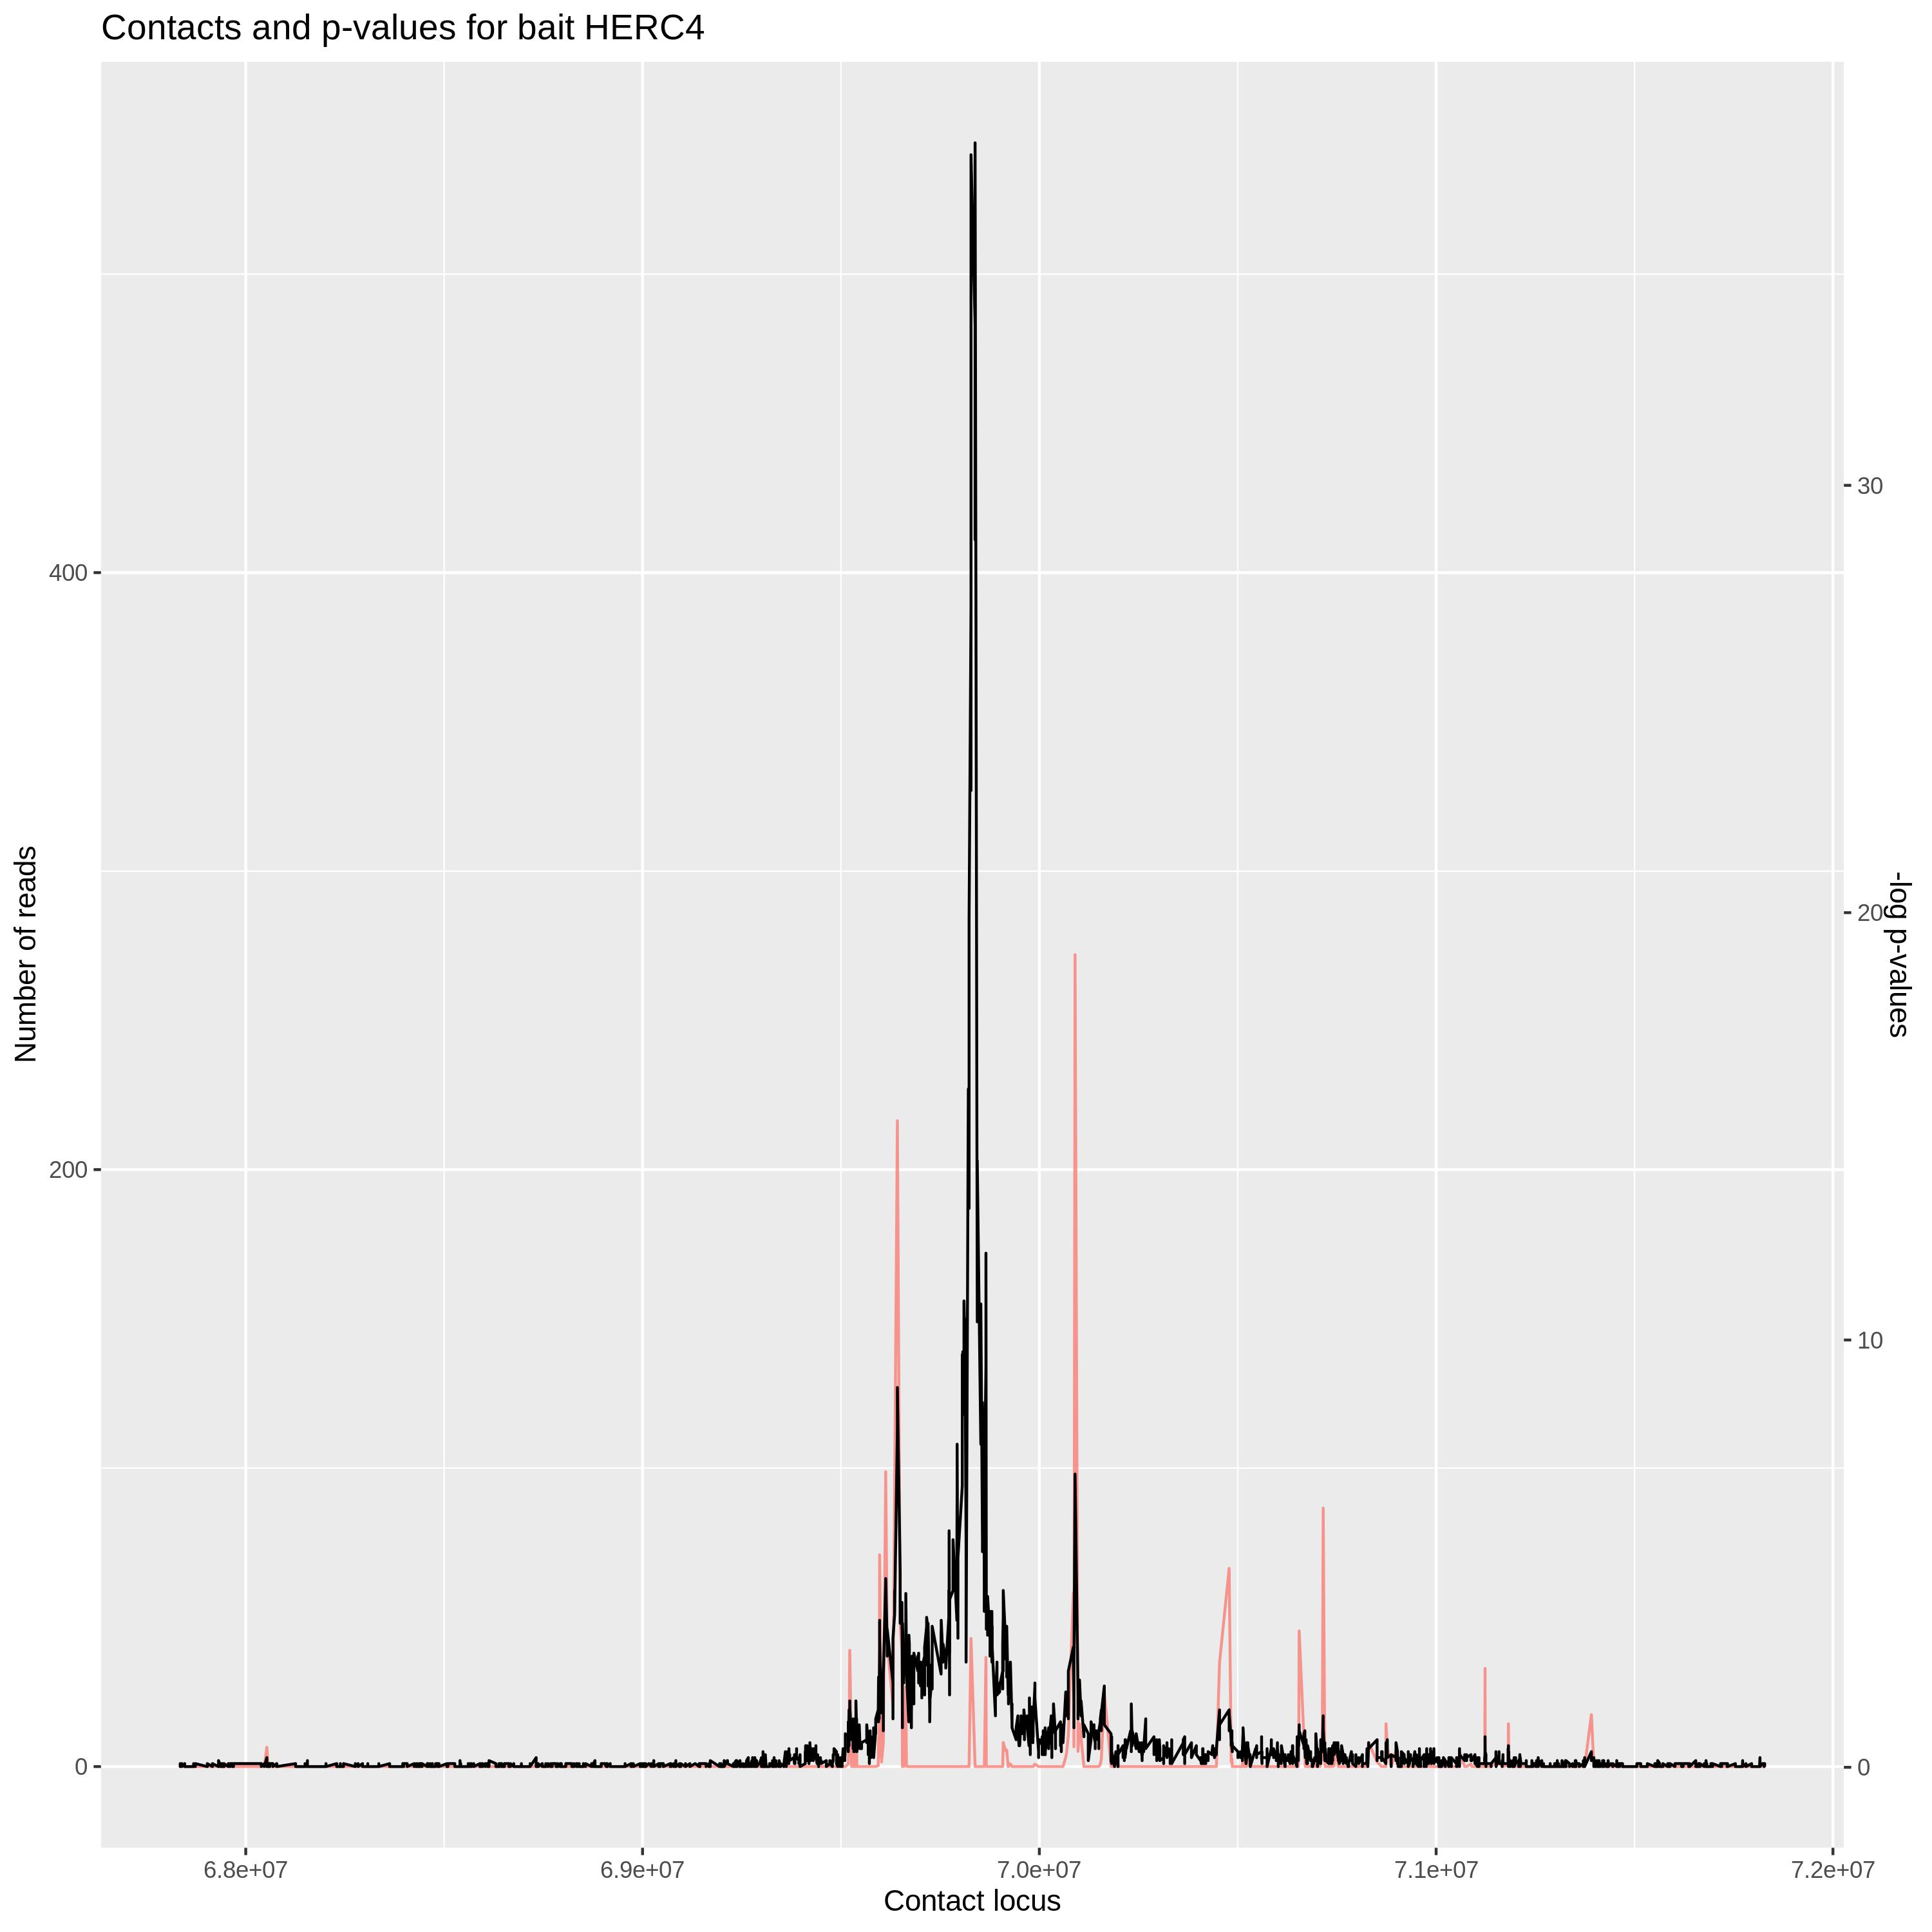 Contacts and p-values for bait HERC4
Number of reads
400
200
0
30
20
10
0
-log p-values
6.8e+07 6.9e+07 7.0e+07 7.1e+07 7.2e+07
Contact locus